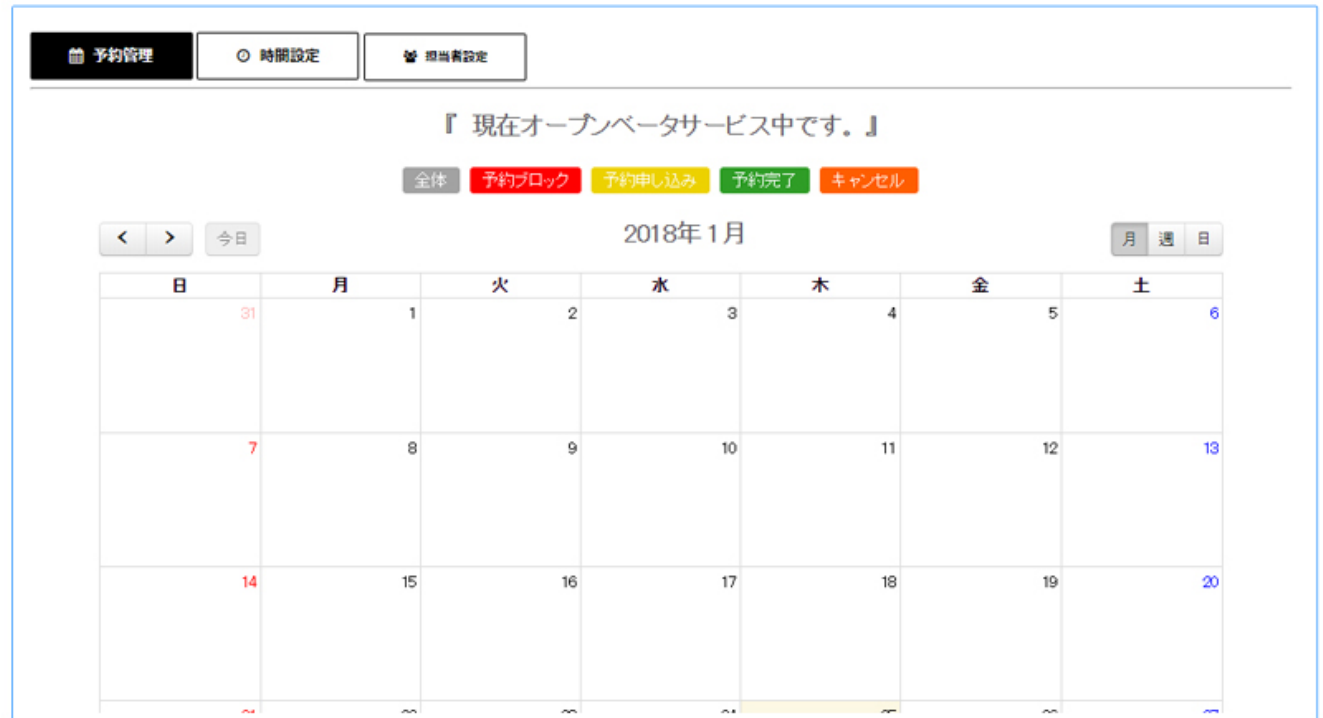 予約管理 時間設定 担当者設定
『 現在オープンベータサービス中です。』
全体 予約ブロック 予約申し込み 予約完了 キャンセル
< > 今日 2018年1月 月 週 日
日 月 火 水 木 金 土
31 1 2 3 4 5 6
7 8 9 10 11 12 13
14 15 16 17 18 19 20